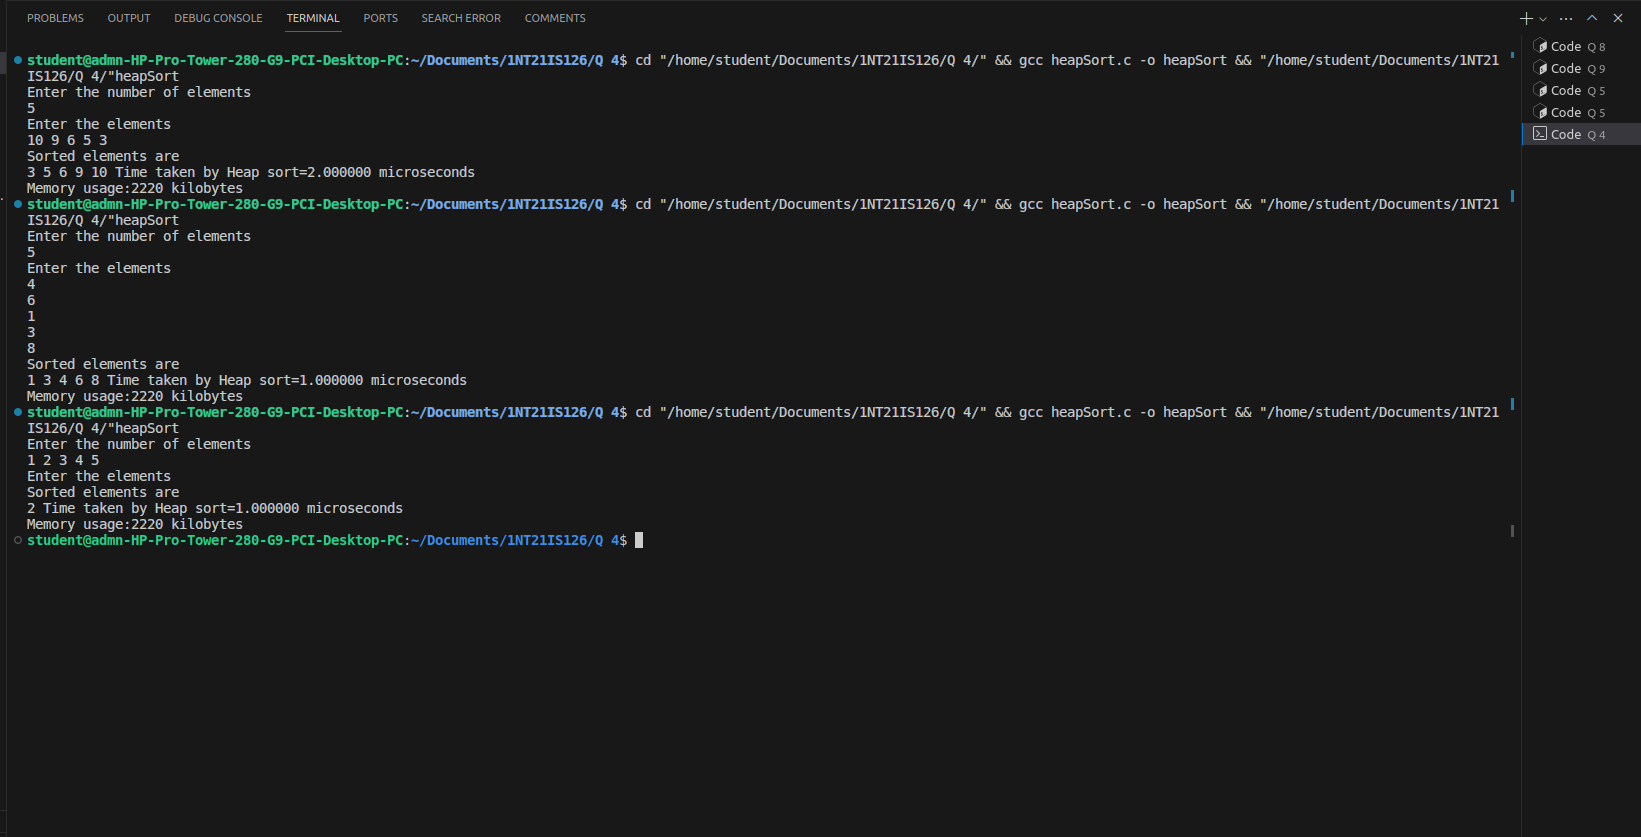 PROBLEMS OUTPUT DEBUG CONSOLE TERMINAL PORTS SEARCH ERROR COMMENTS
student@admn-HP-Pro-Tower-280-G9-PCI-Desktop-PC:~/Documents/1NT21IS126/Q 4$ cd "/home/student/Documents/1NT21IS126/Q 4/" && gcc heapSort.c -o heapSort && "/home/student/Documents/1NT21
IS126/Q 4/"heapSort
Enter the number of elements
5
Enter the elements
10 9 6 5 3
Sorted elements are
3 5 6 9 10 Time taken by Heap sort=2.000000 microseconds
Memory usage:2220 kilobytes
student@admn-HP-Pro-Tower-280-G9-PCI-Desktop-PC:~/Documents/1NT21IS126/Q 4$ cd "/home/student/Documents/1NT21IS126/Q 4/" && gcc heapSort.c -o heapSort && "/home/student/Documents/1NT21
IS126/Q 4/"heapSort
Enter the number of elements
5
Enter the elements
4
6
1
3
8
Sorted elements are
1 3 4 6 8 Time taken by Heap sort=1.000000 microseconds
Memory usage:2220 kilobytes
student@admn-HP-Pro-Tower-280-G9-PCI-Desktop-PC:~/Documents/1NT21IS126/Q 4$ cd "/home/student/Documents/1NT21IS126/Q 4/" && gcc heapSort.c -o heapSort && "/home/student/Documents/1NT21
IS126/Q 4/"heapSort
Enter the number of elements
1 2 3 4 5
Enter the elements
Sorted elements are
2 Time taken by Heap sort=1.000000 microseconds
Memory usage:2220 kilobytes
student@admn-HP-Pro-Tower-280-G9-PCI-Desktop-PC:~/Documents/1NT21IS126/Q 4$
Code Q 8
Code Q 9
Code Q 5
Code Q 5
Code Q 4